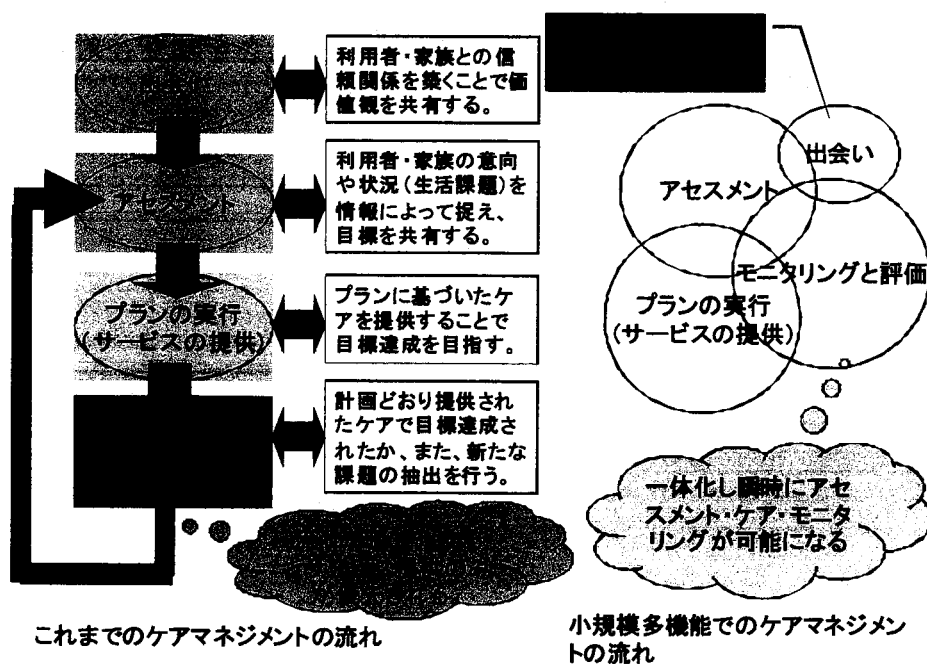 利用者・家族との信
頼関係を築くことで価
値観を共有する。
アセスメント
利用者・家族の意向
や状況(生活課題)を
情報によって捉え、
目標を共有する。
プランの実行
(サービスの提供)
プランに基づいたケ
アを提供することで
目標達成を目指す。
計画どおり提供され
たケアで目標達成さ
れたか、また、新たな
課題の抽出を行う。
これまでのケアマネジメントの流れ
出会い
アセスメント
モニタリングと評価
プランの実行
(サービスの提供)
一体化し瞬時にアセ
スメント・ケア・モニタ
リングが可能になる
小規模多機能でのケアマネジメン
トの流れ